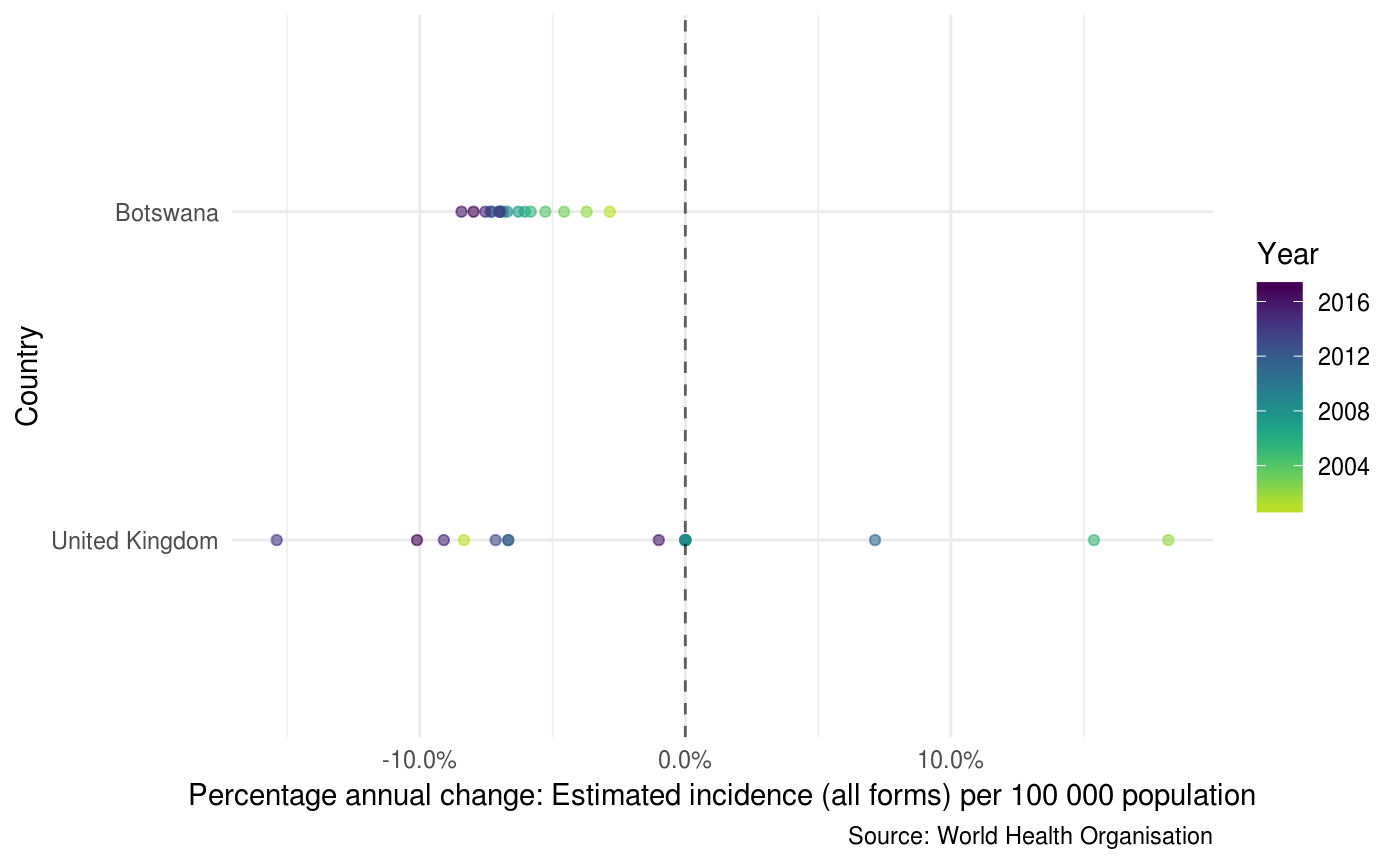 Botswana
United Kingdom
Country
-10.0%
0.0%
10.0%
Percentage annual change: Estimated incidence (all forms) per 100 000 population
Source: World Health Organisation
Year
2016
2012
2008
2004